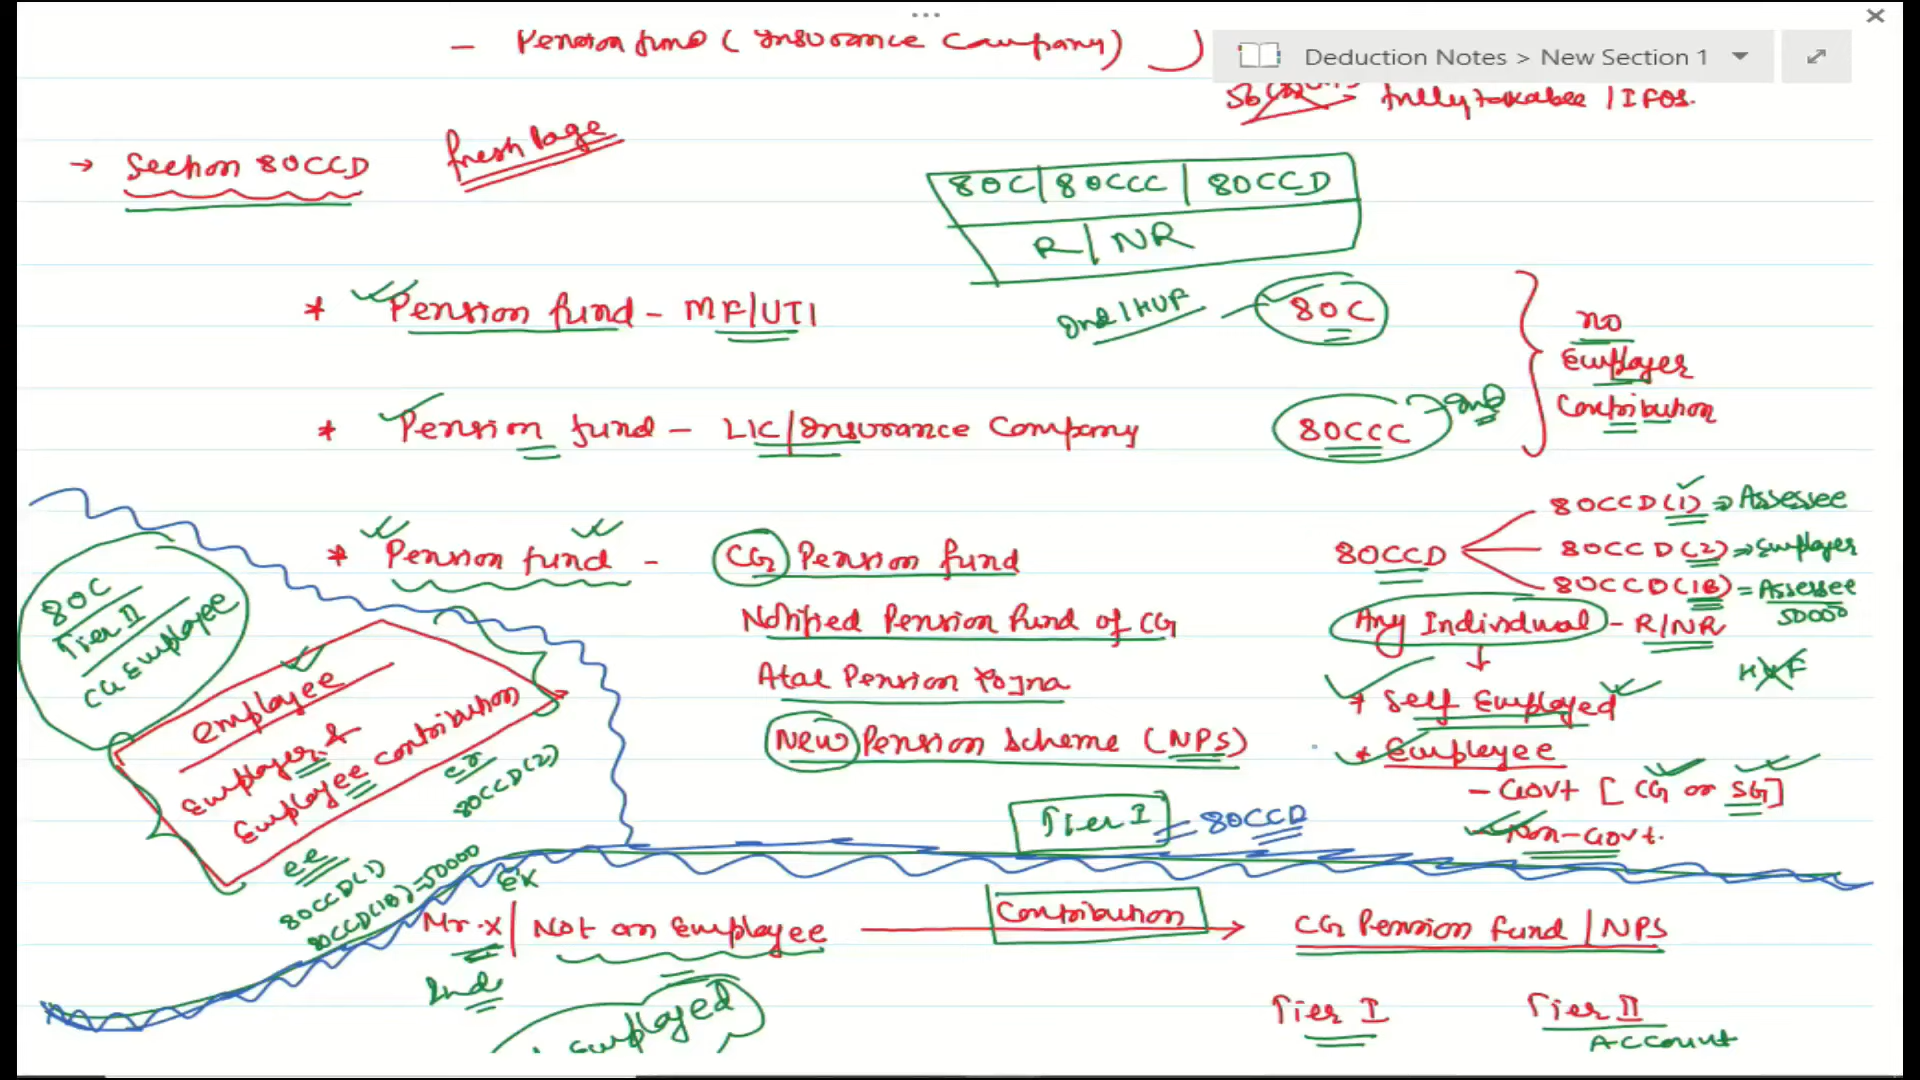 - Pension fund (Insurance Company)
Deduction Notes > New Section 1
fully taxable / IFOS.
→ Section 80CCD
fresh page
80C | 80CCC | 80CCD
R / NR
* Pension fund - MF/UTI
Ind / HUF
80C
no
Employer
Contribution
* Pension fund - LIC/Insurance Company
80CCC → Ind
* Pension fund - CG Pension fund
Notified Pension fund of CG
Atal Pension Yojna
New Pension Scheme (NPS)
Tier I = 80CCD
80CCD
80CCD(1) ⇒ Assessee
80CCD(2) ⇒ Employer
80CCD(1B) = Assessee
50000
Any Individual - R/NR
HUF
* Self Employed
* Employee
- Govt [CG or SG]
- Non-Govt.
80C
Tier II
CG Employee
employee
employer &
employee contribution
er
80CCD(2)
ee
80CCD(1)
80CCD(1B) = 50000
Ex
Mr. X | Not an Employee
Contribution
CG Pension fund / NPS
Ind
employed
Tier I
Tier II
Account